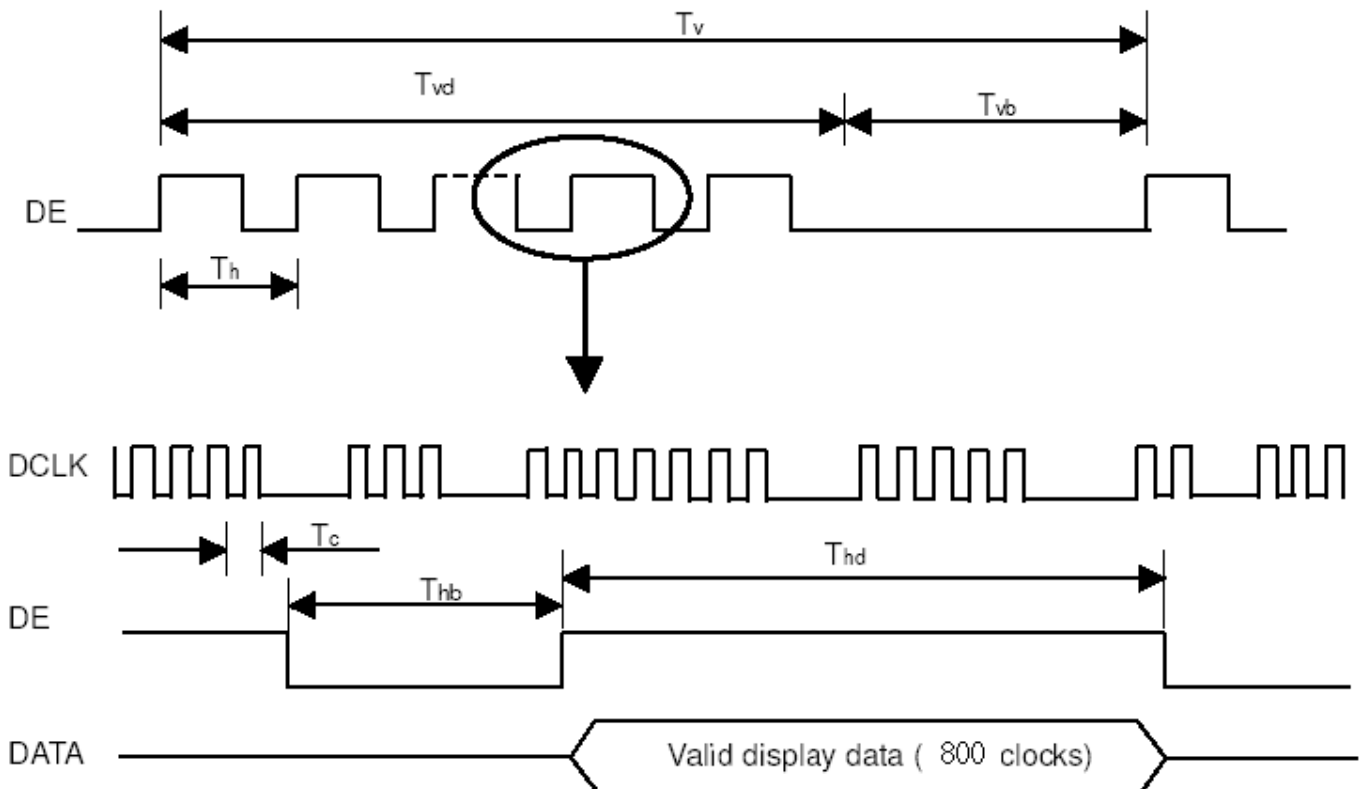 Tv
Tvd
Tvb
DE
Th
DCLK
Tc
Thd
Thb
DE
DATA
Valid display data ( 800 clocks)